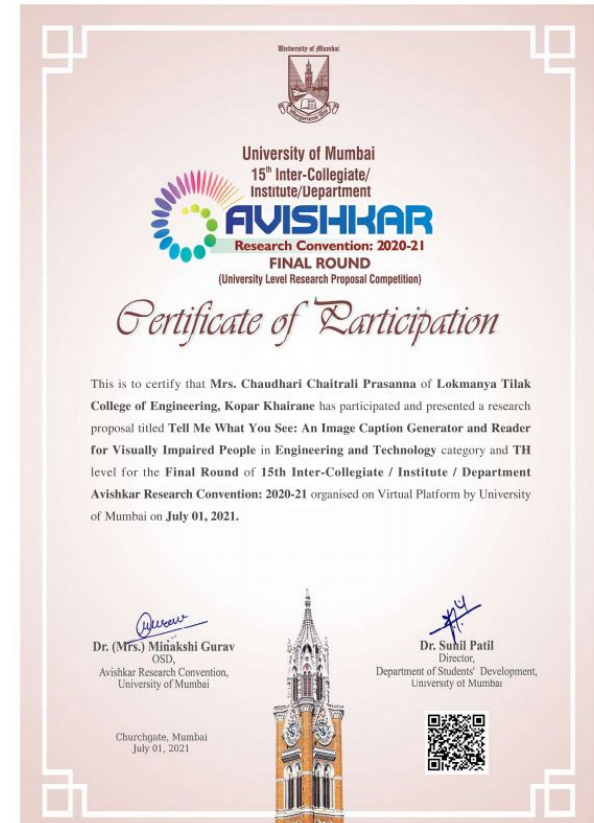 University of Mumbai
University of Mumbai
15th Inter-Collegiate/
Institute/Department
AVISHKAR
Research Convention: 2020-21
FINAL ROUND
(University Level Research Proposal Competition)
Certificate of Participation
This is to certify that Mrs. Chaudhari Chaitrali Prasanna of Lokmanya Tilak
College of Engineering, Kopar Khairane has participated and presented a research
proposal titled Tell Me What You See: An Image Caption Generator and Reader
for Visually Impaired People in Engineering and Technology category and TH
level for the Final Round of 15th Inter-Collegiate / Institute / Department
Avishkar Research Convention: 2020-21 organised on Virtual Platform by University
of Mumbai on July 01, 2021.
Dr. (Mrs.) Minakshi Gurav
OSD,
Avishkar Research Convention,
University of Mumbai
Churchgate, Mumbai
July 01, 2021
Dr. Sunil Patil
Director,
Department of Students' Development,
University of Mumbai